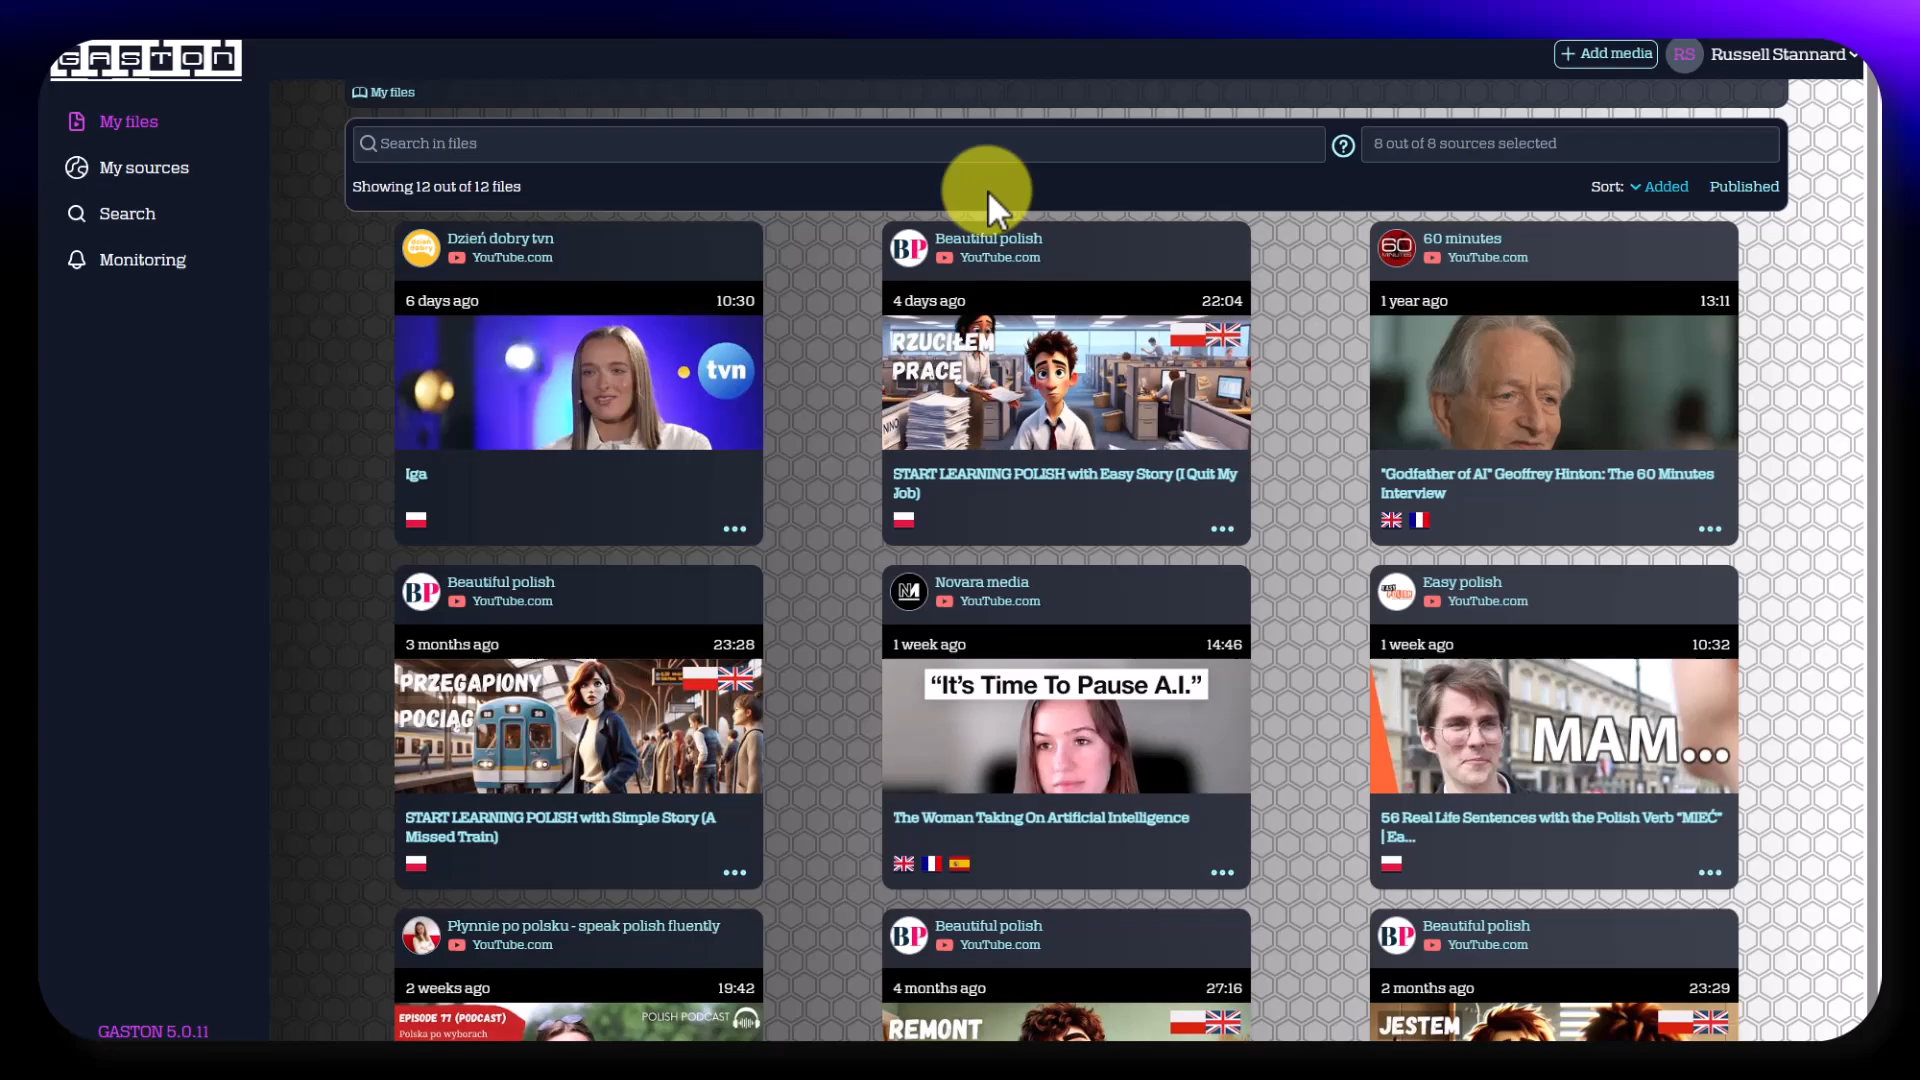 GASTON
+ Add media
RS
Russell Stannard
My files
My files
My sources
Search
Monitoring
Search in files
?
8 out of 8 sources selected
Showing 12 out of 12 files
Sort: Added Published
Dzień dobry tvn
YouTube.com
6 days ago 10:30
tvn
Iga
Beautiful polish
YouTube.com
4 days ago 22:04
RZUCIŁEM
PRACĘ
START LEARNING POLISH with Easy Story (I Quit My
Job)
60 minutes
YouTube.com
1 year ago 13:11
"Godfather of AI" Geoffrey Hinton: The 60 Minutes
Interview
BP
Beautiful polish
YouTube.com
3 months ago 23:28
PRZEGAPIONY
POCIĄG
START LEARNING POLISH with Simple Story (A
Missed Train)
Novara media
YouTube.com
1 week ago 14:46
“It’s Time To Pause A.I.”
The Woman Taking On Artificial Intelligence
Easy polish
YouTube.com
1 week ago 10:32
MAM...
56 Real Life Sentences with the Polish Verb "MIEĆ"
| Ea...
Płynnie po polsku - speak polish fluently
YouTube.com
2 weeks ago 19:42
EPISODE 77 (PODCAST)
Polska po wyborach
POLISH PODCAST
BP
Beautiful polish
YouTube.com
4 months ago 27:16
REMONT
BP
Beautiful polish
YouTube.com
2 months ago 23:29
JESTEM
GASTON 5.0.11